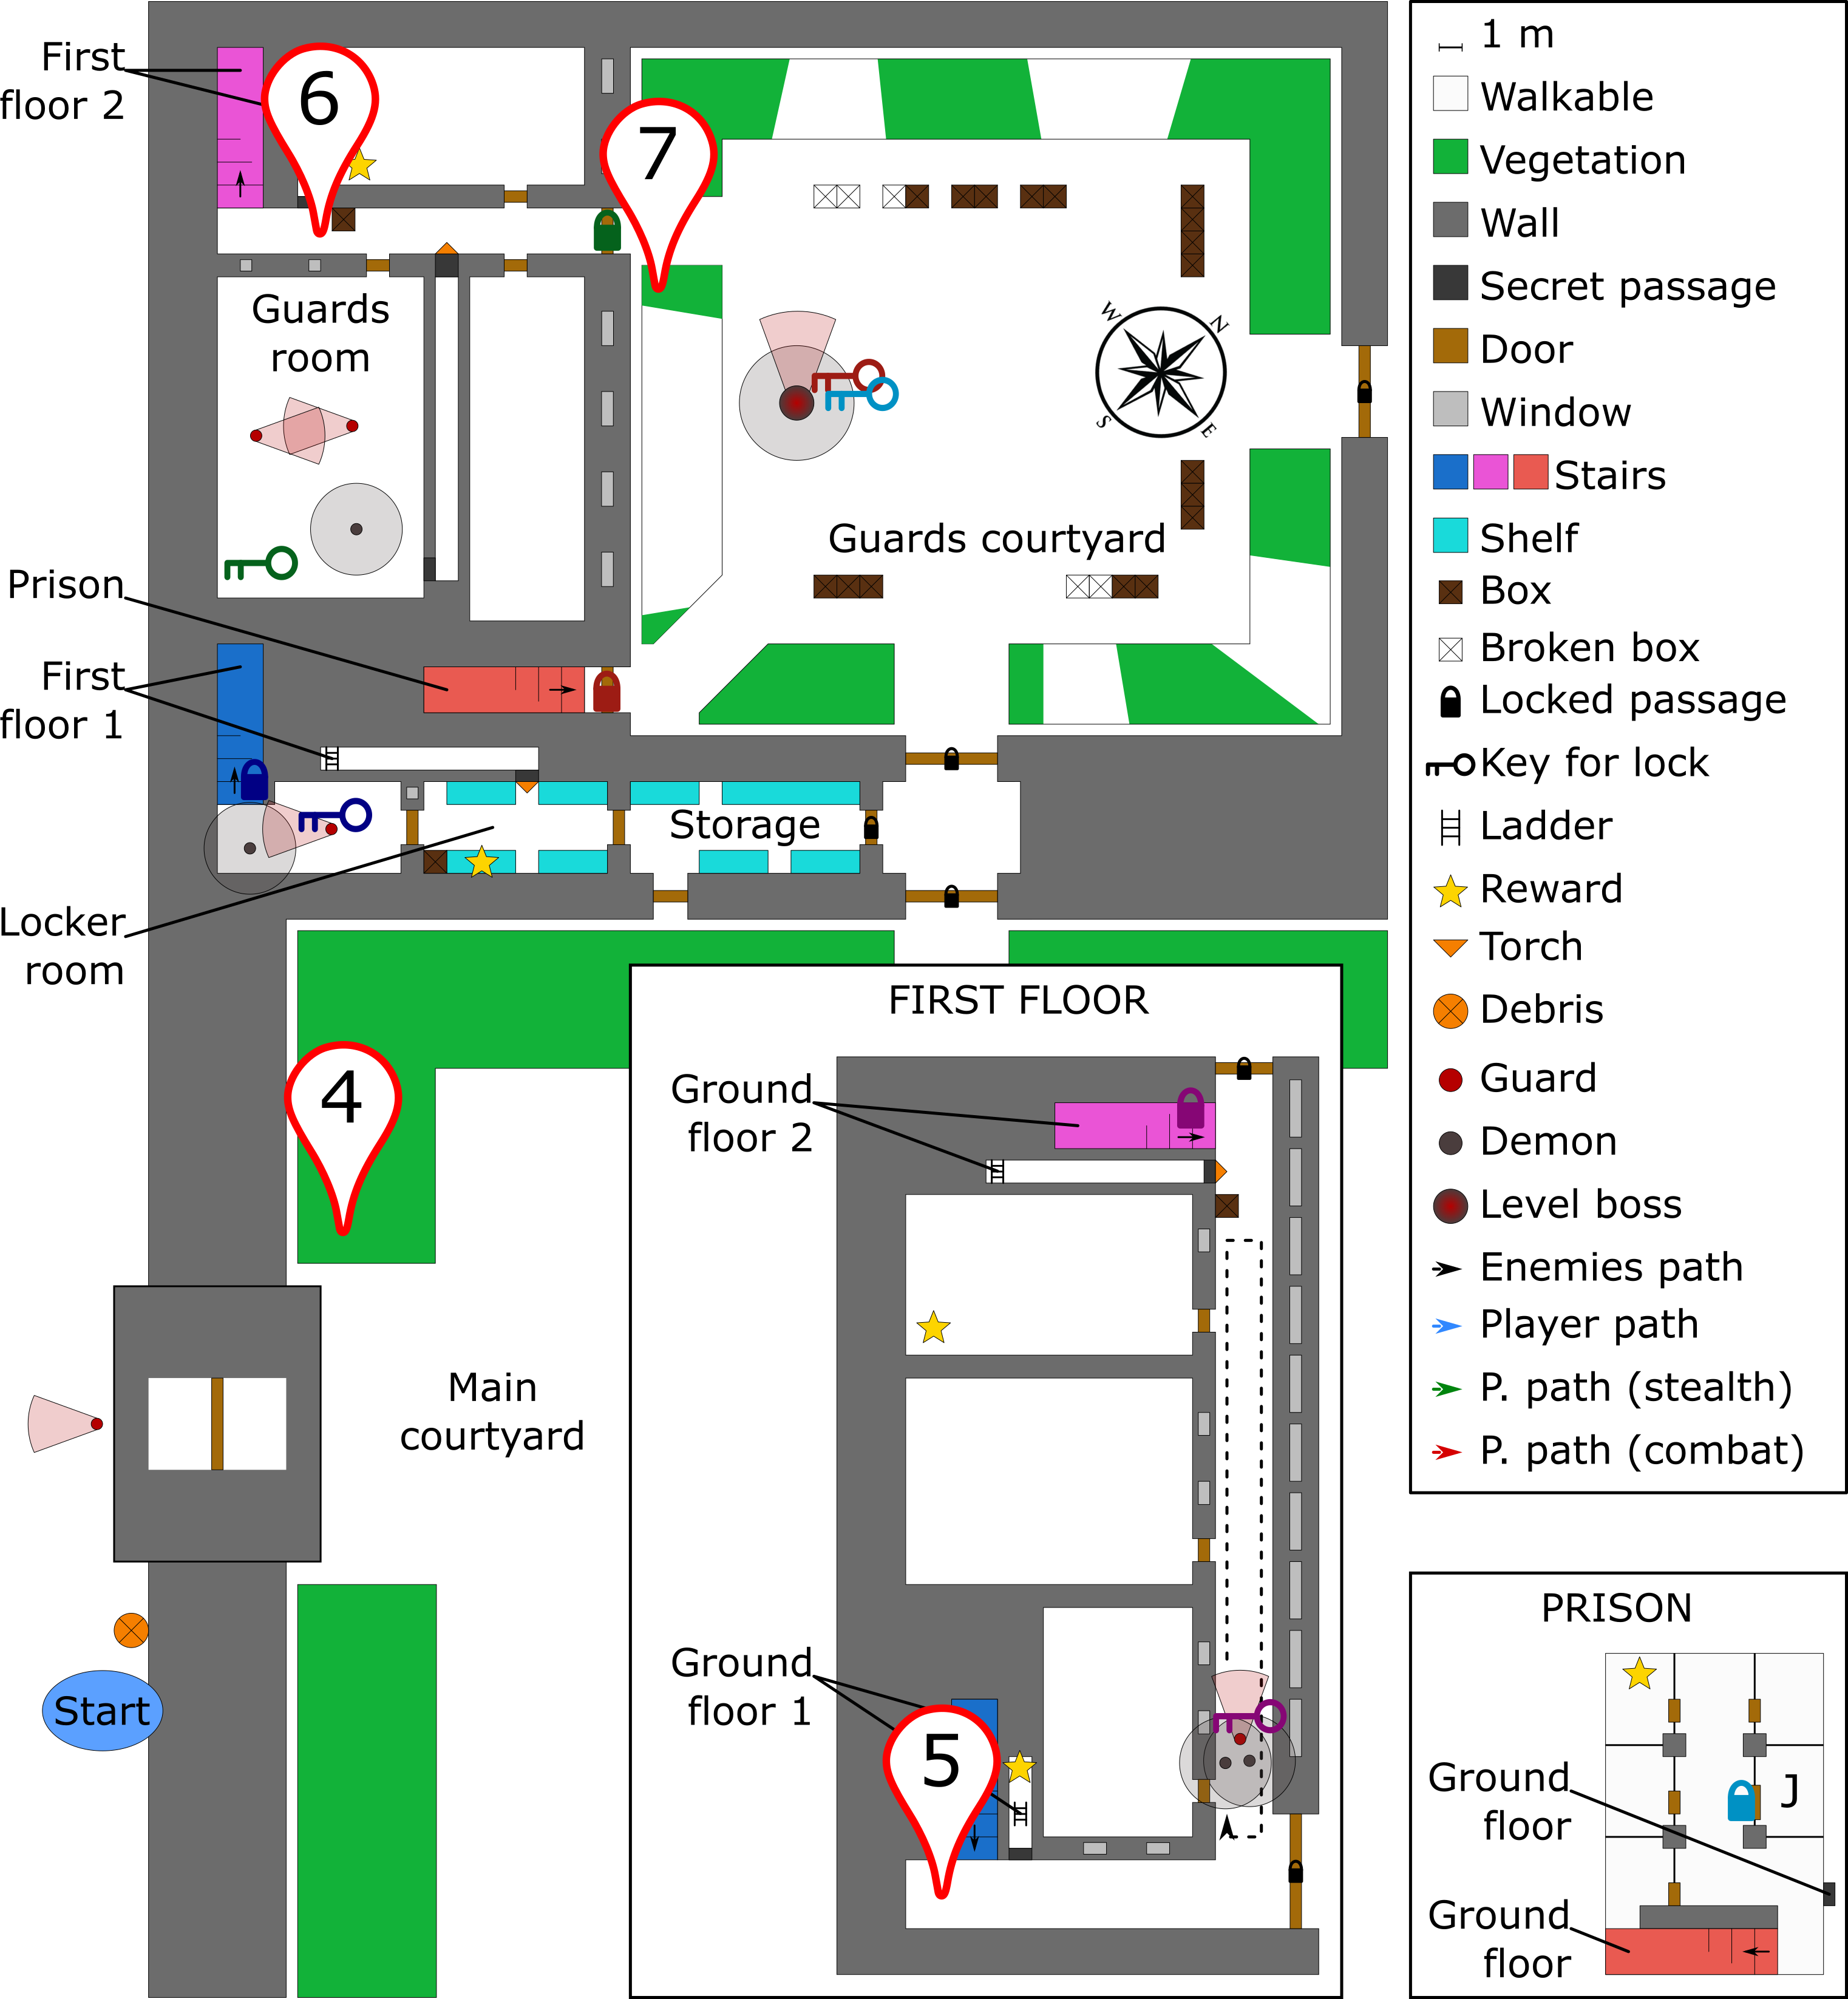 First
floor 2
6
7
Guards
room
W
N
S
E
Guards courtyard
Prison
First
floor 1
Storage
Locker
room
4
Main
courtyard
Start
FIRST FLOOR
Ground
floor 2
Ground
floor 1
5
1 m
Walkable
Vegetation
Wall
Secret passage
Door
Window
Stairs
Shelf
Box
Broken box
Locked passage
Key for lock
Ladder
Reward
Torch
Debris
Guard
Demon
Level boss
Enemies path
Player path
P. path (stealth)
P. path (combat)
PRISON
J
Ground
floor
Ground
floor